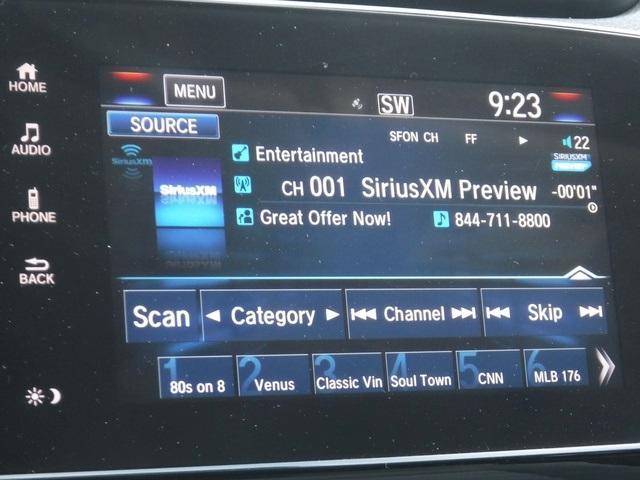 HOME
AUDIO
PHONE
BACK
MENU
SW
9:23
SOURCE
SFON CH FF
22
SiriusXM
SiriusXM
Entertainment
SIRIUSXM
CH 001 SiriusXM Preview -00'01"
Great Offer Now! 844-711-8800
Scan
Category
Channel
Skip
1 80s on 8
2 Venus
3 Classic Vin
4 Soul Town
5 CNN
6 MLB 176